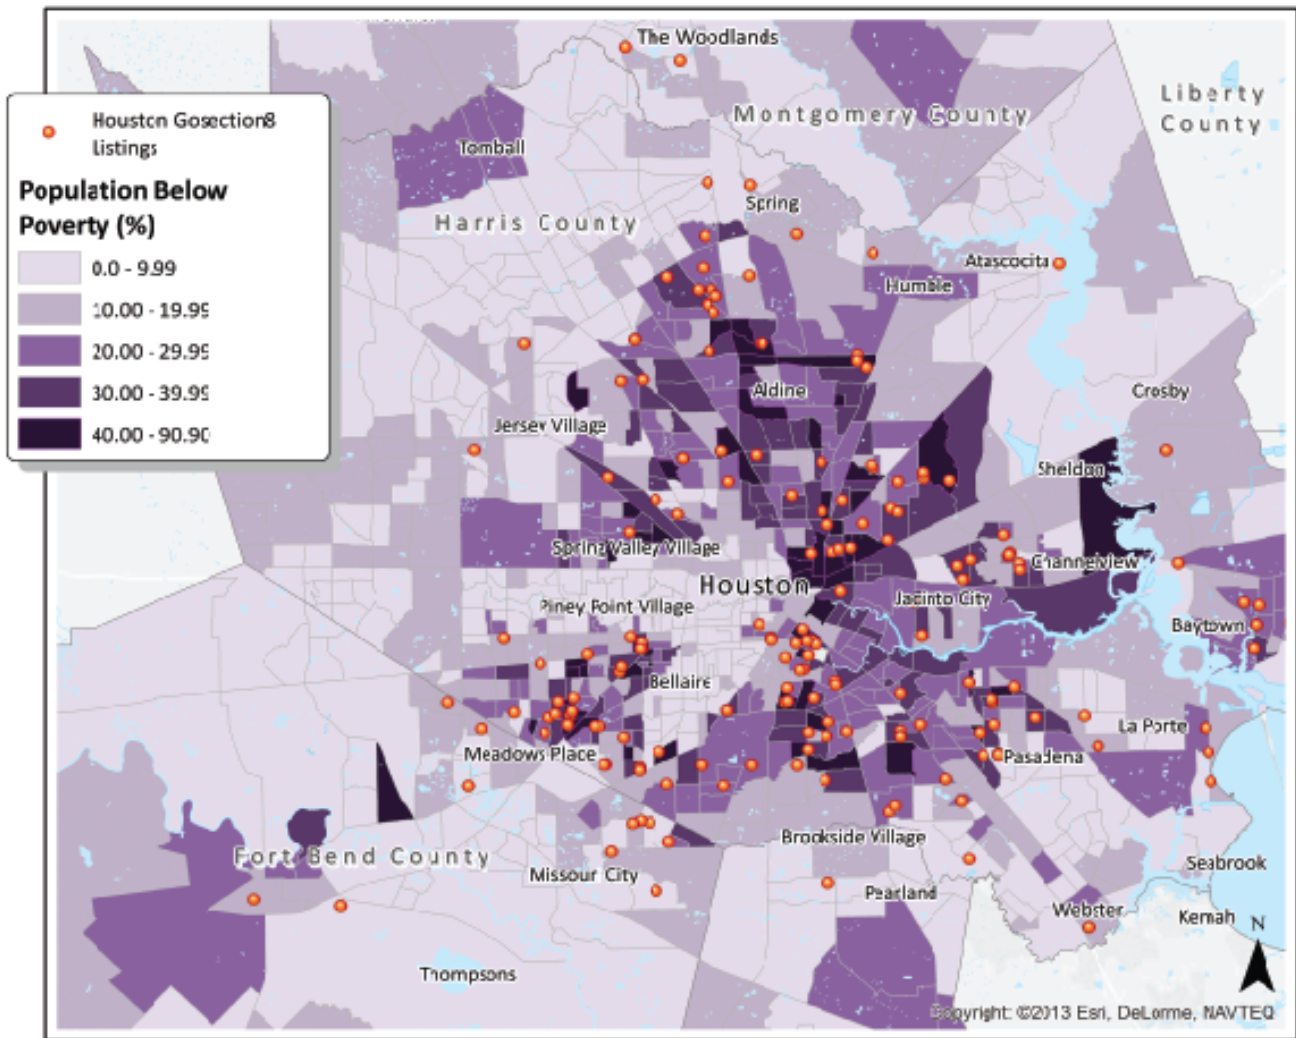 The Woodlands
Montgomery County
Liberty
County
Houston Gosection8
Listings
Population Below
Poverty (%)
0.0 - 9.99
10.00 - 19.99
20.00 - 29.99
30.00 - 39.99
40.00 - 90.90
Tomball
Spring
Harris County
Atascocita
Humble
Aldine
Crosby
Jersey Village
Sheldon
Spring Valley Village
Channelview
Houston
Jacinto City
Piney Point Village
Baytown
Bellaire
La Porte
Meadows Place
Pasadena
Brookside Village
Fort Bend County
Seabrook
Missour City
Pearland
Webster
Kemah
N
Thompsons
Copyright: ©2013 Esri, DeLorme, NAVTEQ